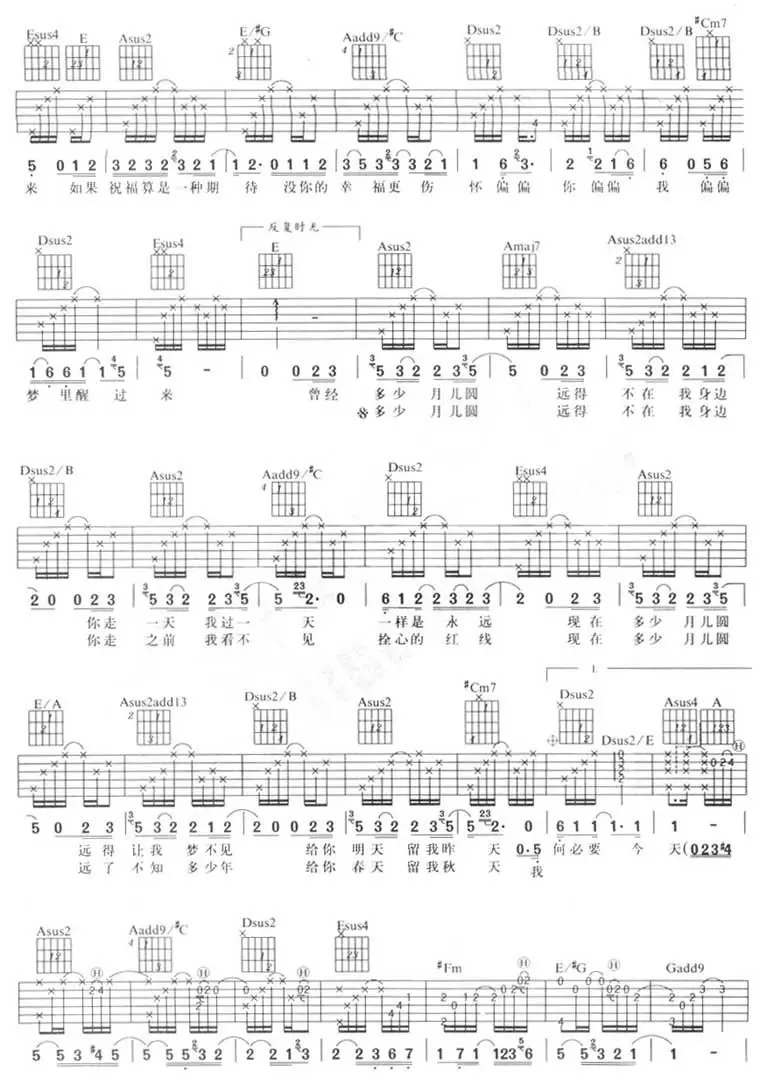 Esus4 E Asus2 E/#G Aadd9/#C Dsus2 Dsus2/B Dsus2/B #Cm7
5 0 1 2 3 2 3 2 3 2 1 1 2· 0 1 2 3 5 3 3 3 2 1 1 6 2 3· 2 2 1 6 6 0 5 6
来 如果 祝福算是一种期 待 没你的 幸 福更 伤 怀 偏偏 你 偏偏 我 偏偏
Dsus2 Esus4 反复时无 E Asus2 Amaj7 Asus2add13
1 6 6 1 1 5 5 - 0 0 2 3 5 3 2 2 3 5 5 0 2 3 5 3 2 2 1 2
梦 里醒 过 来 曾经 多少 月儿圆 远得 不在 我身边
多少 月儿圆 远得 不在 我身边
Dsus2/B Asus2 Aadd9/#C Dsus2 Esus4 Asus2
2 0 0 2 3 5 3 2 2 3 5 5 2· 0 6 1 2 2 3 2 3 2 0 2 3 5 3 2 2 3 5
你走 一天 我过一 天 一样是 永远 现在 多少 月儿圆
你走 之前 我看不 见 拴心的 红线 现在 多少 月儿圆
E/A Asus2add13 Dsus2/B Asus2 #Cm7 Dsus2 Dsus2/E Asus4 A
5 0 2 3 5 3 2 2 1 2 2 0 0 2 3 5 3 2 2 3 5 5 2· 0 6 1 1 1·1 1 -
远得 让我 梦不见 给你 明天 留我昨 天 0·5 何必要 今 天(023#4
远了 不知 多少年 给你 春天 留我秋 天 我
Asus2 Aadd9/#C Dsus2 Esus4 #Fm E/#G Gadd9
5 5 3 #4 5 5 5 5 3 2 2 2 1 3 2 2 3 6 7 1 7 1 1 2 3 6 5 5 5 3 2 1 -